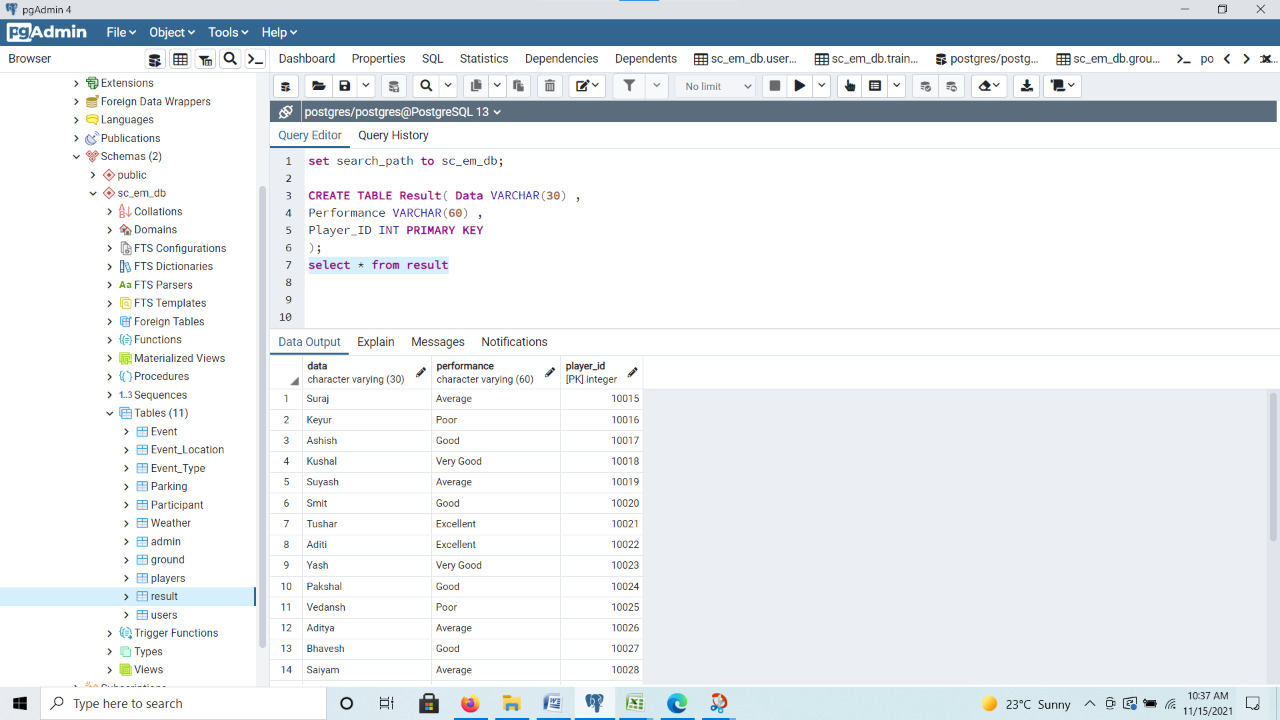 pgAdmin 4
pgAdmin File Object Tools Help
Browser
Dashboard Properties SQL Statistics Dependencies Dependents sc_em_db.user... sc_em_db.train... postgres/postg... sc_em_db.grou... po
No limit
postgres/postgres@PostgreSQL 13
Query Editor Query History
Extensions
Foreign Data Wrappers
Languages
Publications
Schemas (2)
public
sc_em_db
Collations
Domains
FTS Configurations
FTS Dictionaries
Aa FTS Parsers
FTS Templates
Foreign Tables
Functions
Materialized Views
Procedures
1..3 Sequences
Tables (11)
Event
Event_Location
Event_Type
Parking
Participant
Weather
admin
ground
players
result
users
Trigger Functions
Types
Views
1 set search_path to sc_em_db;
2
3 CREATE TABLE Result( Data VARCHAR(30) ,
4 Performance VARCHAR(60) ,
5 Player_ID INT PRIMARY KEY
6 );
7 select * from result
8
9
10
Data Output Explain Messages Notifications
data performance player_id
character varying (30) character varying (60) [PK] integer
1 Suraj Average 10015
2 Keyur Poor 10016
3 Ashish Good 10017
4 Kushal Very Good 10018
5 Suyash Average 10019
6 Smit Good 10020
7 Tushar Excellent 10021
8 Aditi Excellent 10022
9 Yash Very Good 10023
10 Pakshal Good 10024
11 Vedansh Poor 10025
12 Aditya Average 10026
13 Bhavesh Good 10027
14 Saiyam Average 10028
Type here to search
23°C Sunny
10:37 AM
11/15/2021